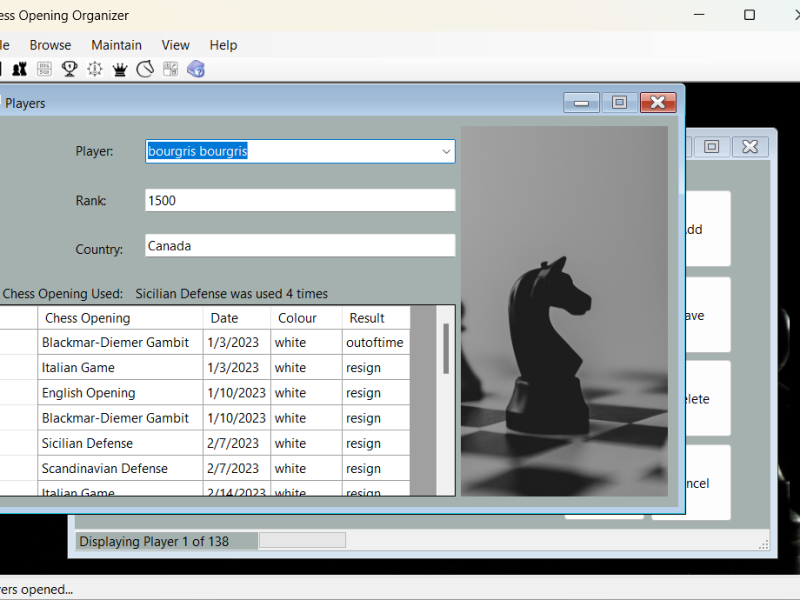 ess Opening Organizer
le Browse Maintain View Help
Players
Player: bourgris bourgris
Rank: 1500
Country: Canada
Chess Opening Used: Sicilian Defense was used 4 times
Chess Opening Date Colour Result
Blackmar-Diemer Gambit 1/3/2023 white outoftime
Italian Game 1/3/2023 white resign
English Opening 1/10/2023 white resign
Blackmar-Diemer Gambit 1/10/2023 white resign
Sicilian Defense 2/7/2023 white resign
Scandinavian Defense 2/7/2023 white resign
Italian Game 2/14/2023 white resign
dd
ave
elete
ncel
Displaying Player 1 of 138
ers opened...